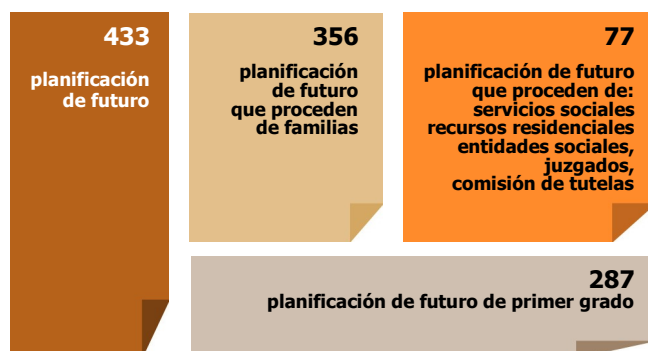 433
planificación
de futuro
356
planificación
de futuro
que proceden
de familias
77
planificación de futuro
que proceden de:
servicios sociales
recursos residenciales
entidades sociales,
juzgados,
comisión de tutelas
287
planificación de futuro de primer grado